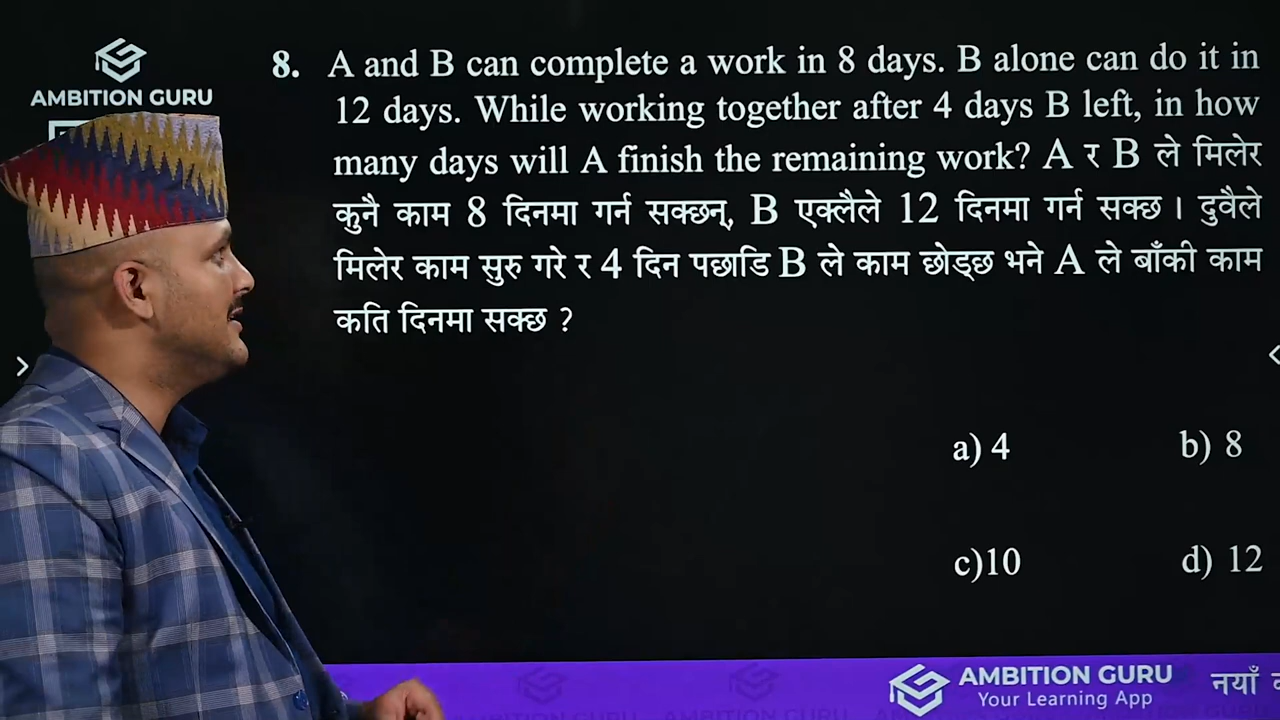 AMBITION GURU
8. A and B can complete a work in 8 days. B alone can do it in
12 days. While working together after 4 days B left, in how
many days will A finish the remaining work? A र B ले मिलेर
कुनै काम 8 दिनमा गर्न सक्छन्, B एक्लैले 12 दिनमा गर्न सक्छ । दुवैले
मिलेर काम सुरु गरे र 4 दिन पछाडि B ले काम छोड्छ भने A ले बाँकी काम
कति दिनमा सक्छ ?
a) 4 b) 8
c)10 d) 12
AMBITION GURU
Your Learning App
नयाँ